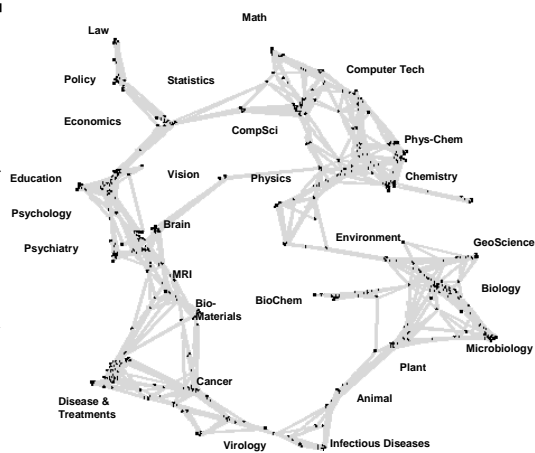 Math
Law
Computer Tech
Policy
Statistics
Economics
CompSci
Phys-Chem
Education
Vision
Physics
Chemistry
Psychology
Brain
Environment
GeoScience
Psychiatry
MRI
Biology
BioChem
Bio-
Materials
Microbiology
Plant
Cancer
Disease &
Treatments
Animal
Virology
Infectious Diseases